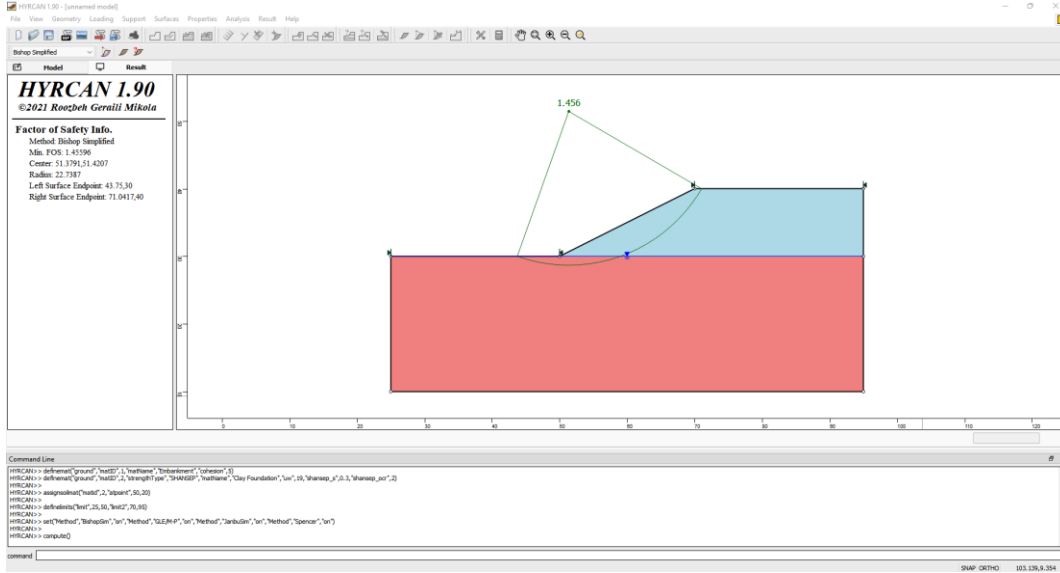 HYRCAN 1.90 - [unnamed model]
File View Geometry Loading Support Surfaces Properties Analysis Result Help
Bishop Simplified
Model Result
HYRCAN 1.90
©2021 Roozbeh Geraili Mikola
Factor of Safety Info.
Method: Bishop Simplified
Min. FOS: 1.45596
Center: 51.3791,51.4207
Radius: 22.7387
Left Surface Endpoint: 43.75,30
Right Surface Endpoint: 71.0417,40
1.456
50
40
30
20
10
0 10 20 30 40 50 60 70 80 90 100 110 120
Command Line
HYRCAN>> definemat("ground","matID",1,"matName","Embankment","cohesion",5)
HYRCAN>> definemat("ground","matID",2,"strengthType","SHANSEP","matName","Clay Foundation","uw",19,"shansep_s",0.3,"shansep_ocr",2)
HYRCAN>>
HYRCAN>> assignsoilmat("matid",2,"atpoint",50,20)
HYRCAN>>
HYRCAN>> definelimits("limit",25,50,"limit2",70,95)
HYRCAN>>
HYRCAN>> set("Method","BishopSim","on","Method","GLE/M-P","on","Method","JanbuSim","on","Method","Spencer","on")
HYRCAN>>
HYRCAN>> compute()
command
SNAP ORTHO 103.139,9.354